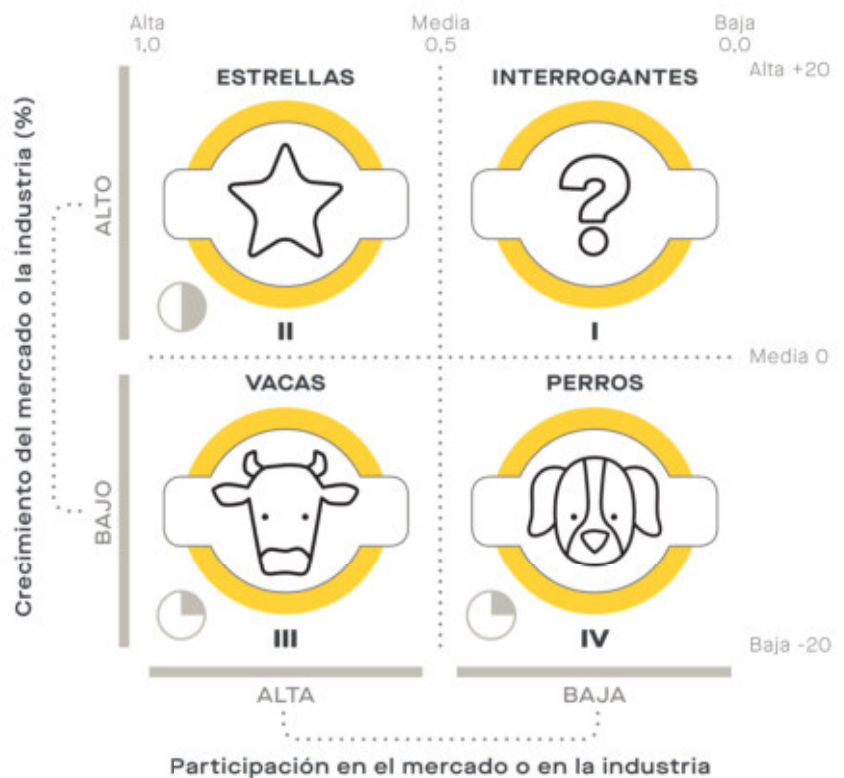 Alta
1,0
Media
0,5
Baja
0,0
Alta +20
ESTRELLAS
INTERROGANTES
?
Crecimiento del mercado o la industria (%)
ALTO
II
I
Media 0
VACAS
PERROS
BAJO
III
IV
Baja -20
ALTA
BAJA
Participación en el mercado o en la industria